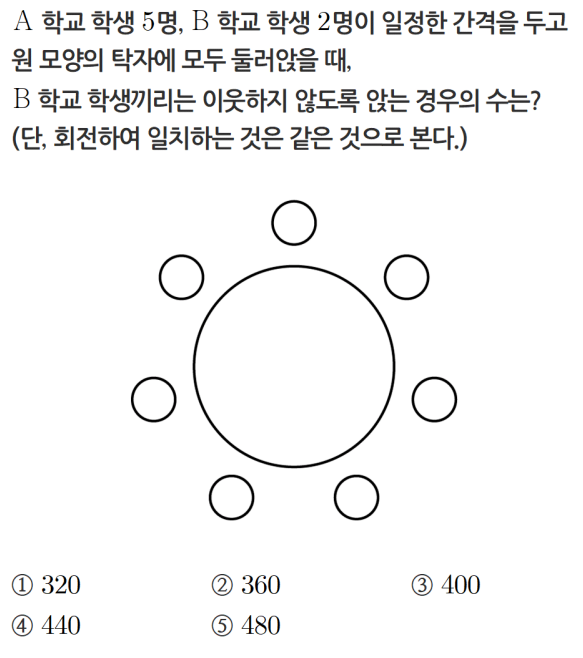 A 학교 학생 5명, B 학교 학생 2명이 일정한 간격을 두고
원 모양의 탁자에 모두 둘러앉을 때,
B 학교 학생끼리는 이웃하지 않도록 앉는 경우의 수는?
(단, 회전하여 일치하는 것은 같은 것으로 본다.)
① 320 ② 360 ③ 400
④ 440 ⑤ 480